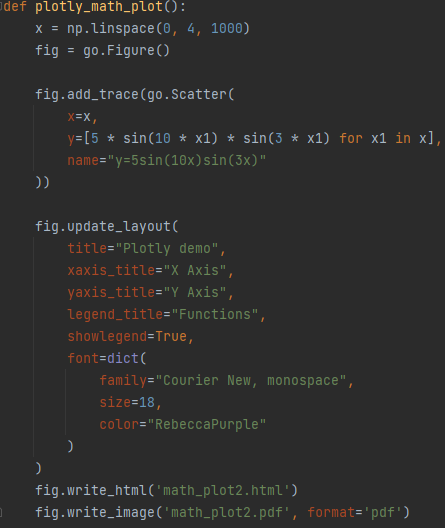 def plotly_math_plot():
    x = np.linspace(0, 4, 1000)
    fig = go.Figure()

    fig.add_trace(go.Scatter(
        x=x,
        y=[5 * sin(10 * x1) * sin(3 * x1) for x1 in x],
        name="y=5sin(10x)sin(3x)"
    ))

    fig.update_layout(
        title="Plotly demo",
        xaxis_title="X Axis",
        yaxis_title="Y Axis",
        legend_title="Functions",
        showlegend=True,
        font=dict(
            family="Courier New, monospace",
            size=18,
            color="RebeccaPurple"
        )
    )
    fig.write_html('math_plot2.html')
    fig.write_image('math_plot2.pdf', format='pdf')